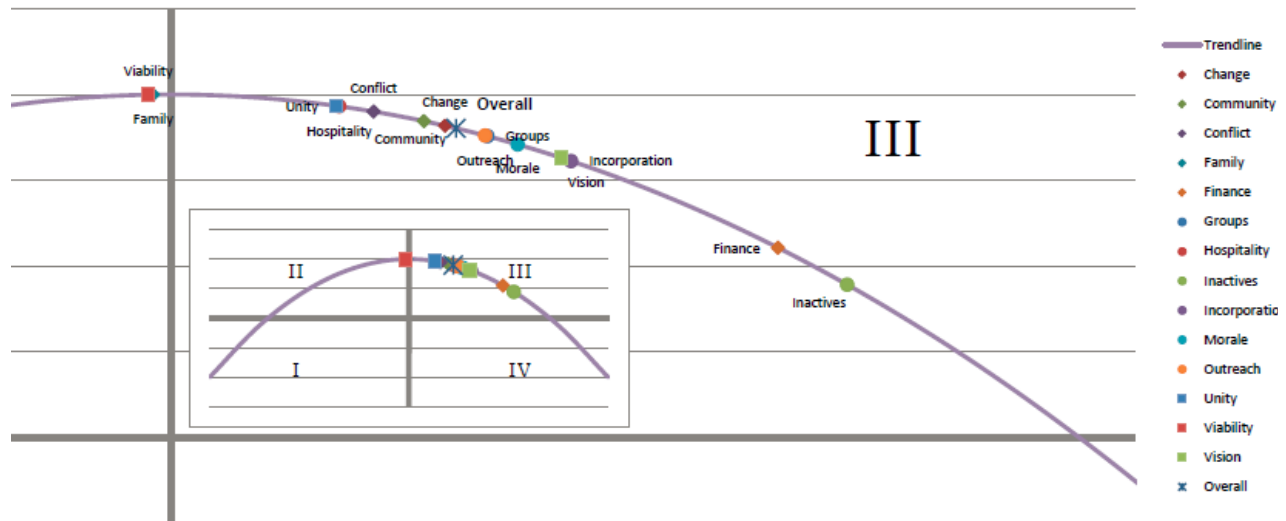 Viability
Family
Conflict
Unity
Hospitality
Change
Overall
Community
Groups
Outreach
Morale
Incorporation
Vision
III
Finance
Inactives
II
III
I
IV
Trendline
Change
Community
Conflict
Family
Finance
Groups
Hospitality
Inactives
Incorporatio
Morale
Outreach
Unity
Viability
Vision
Overall